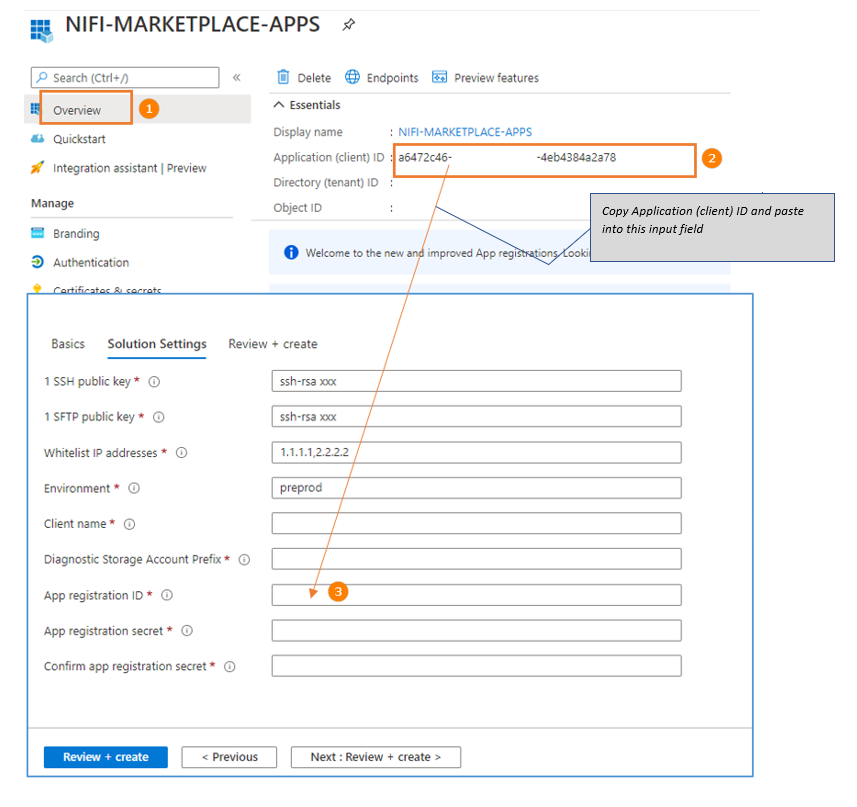 NIFI-MARKETPLACE-APPS
Search (Ctrl+/)
«
Delete
Endpoints
Preview features
Overview
1
Essentials
Quickstart
Display name : NIFI-MARKETPLACE-APPS
Integration assistant | Preview
Application (client) ID : a6472c46- -4eb4384a2a78
2
Directory (tenant) ID :
Manage
Object ID :
Copy Application (client) ID and paste
into this input field
Branding
Welcome to the new and improved App registrations. Looki
Authentication
Certificates & secrets
Basics
Solution Settings
Review + create
1 SSH public key * ssh-rsa xxx
1 SFTP public key * ssh-rsa xxx
Whitelist IP addresses * 1.1.1.1,2.2.2.2
Environment * preprod
Client name *
Diagnostic Storage Account Prefix *
App registration ID * 3
App registration secret *
Confirm app registration secret *
Review + create
< Previous
Next : Review + create >